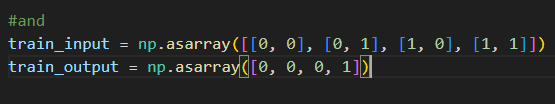 #and
train_input = np.asarray([[0, 0], [0, 1], [1, 0], [1, 1]])
train_output = np.asarray([0, 0, 0, 1])